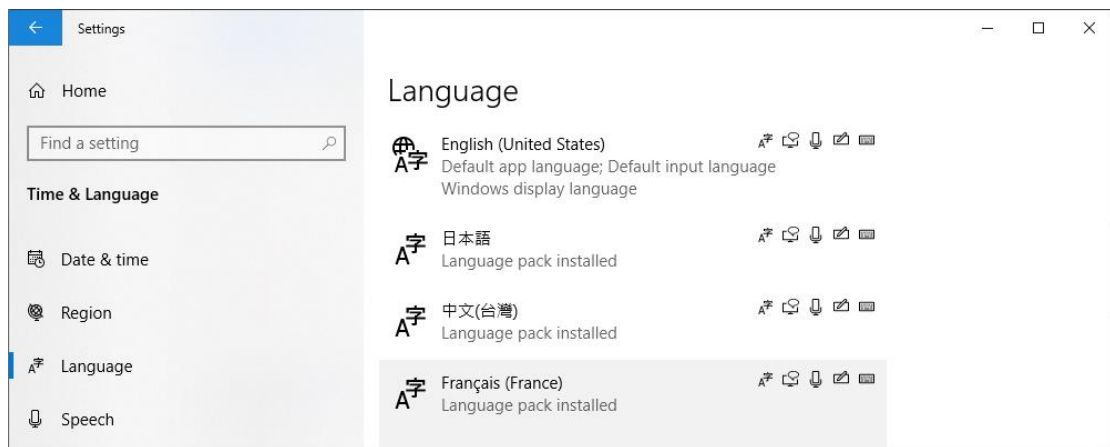 Settings
Home
Find a setting
Time & Language
Date & time
Region
Language
Speech
Language
English (United States)
Default app language; Default input language
Windows display language
日本語
Language pack installed
中文(台灣)
Language pack installed
Français (France)
Language pack installed